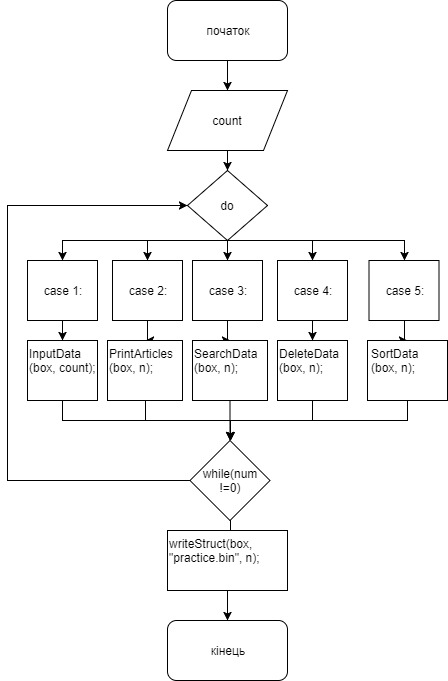 початок
count
do
case 1:
case 2:
case 3:
case 4:
case 5:
InputData
(box, count);
PrintArticles
(box, n);
SearchData
(box, n);
DeleteData
(box, n);
SortData
(box, n);
while(num
!=0)
writeStruct(box,
"practice.bin", n);
кінець